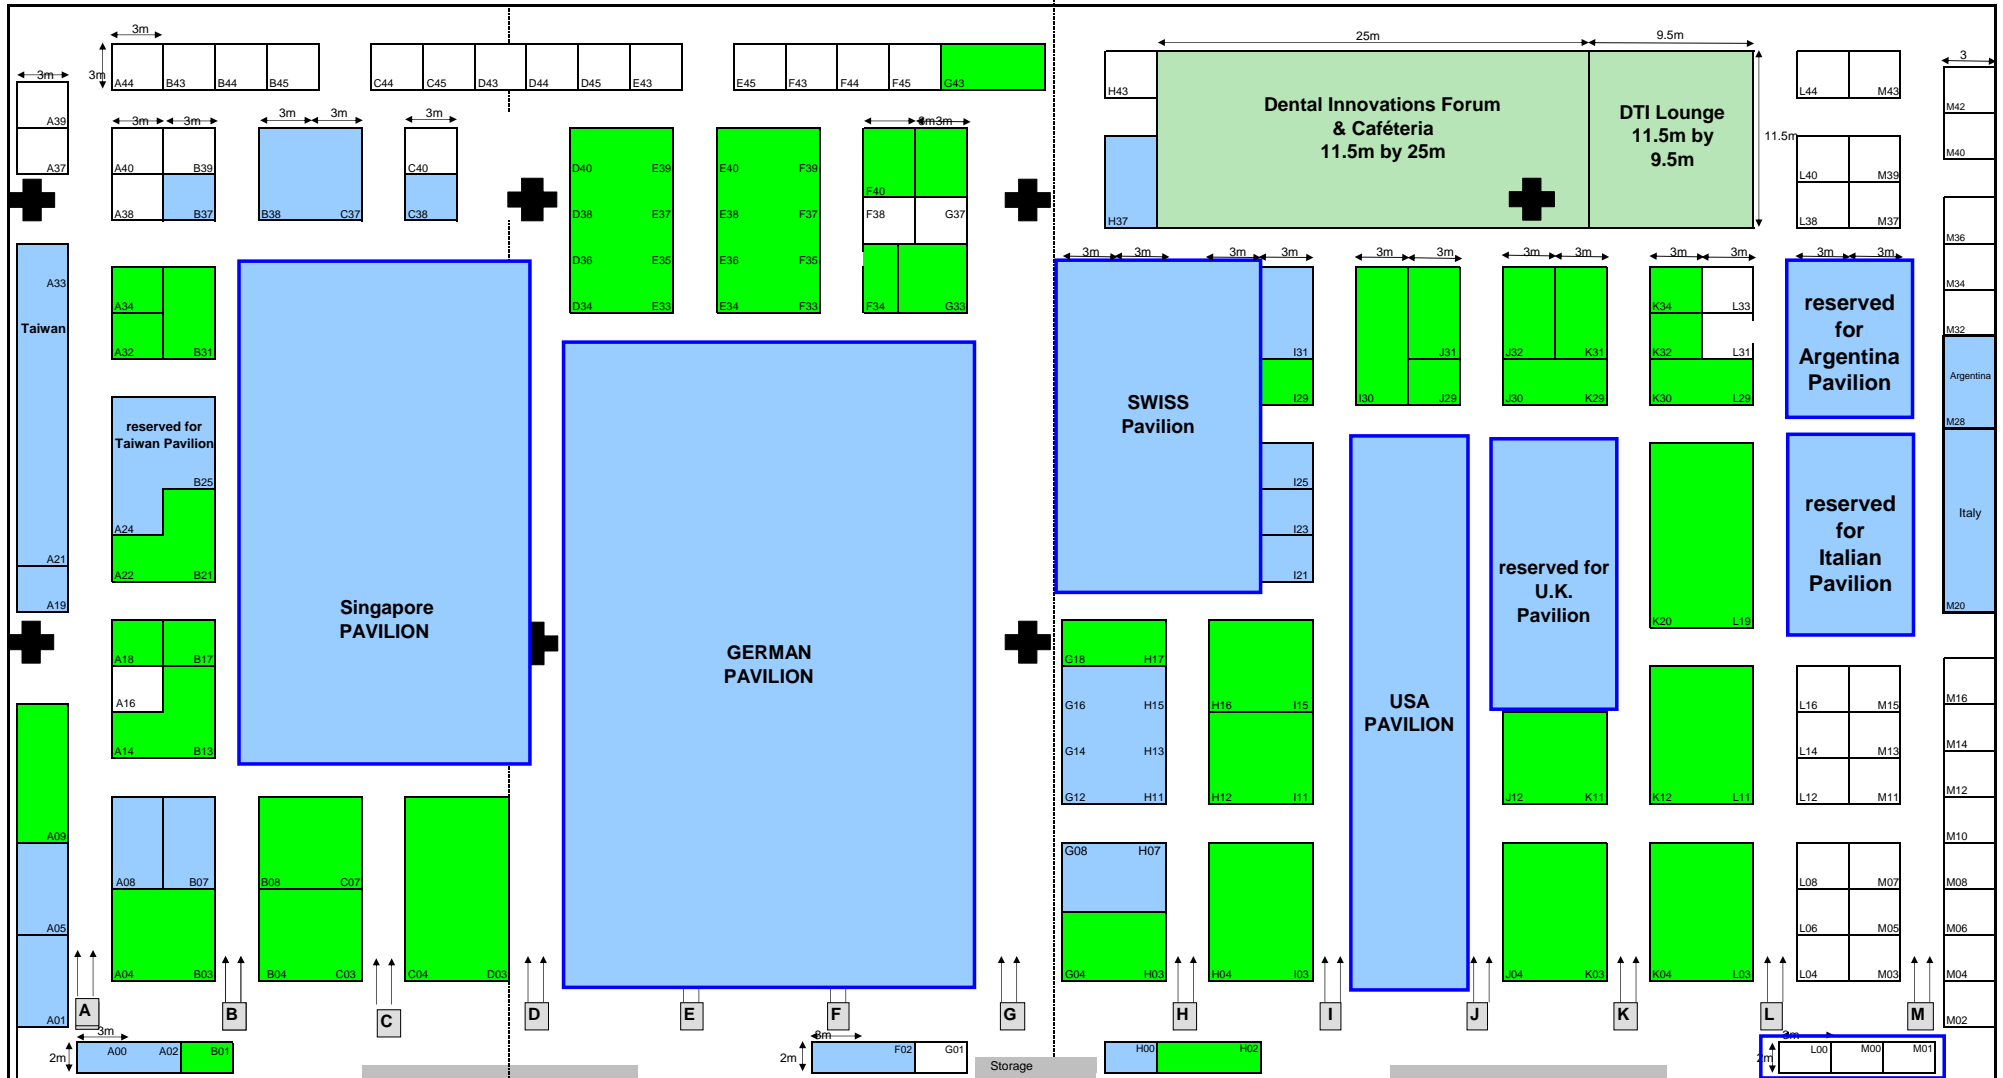 3m
3m
A44
B43
B44
B45
C44
C45
D43
D44
D45
E43
E45
F43
F44
F45
G43
25m
9.5m
H43
Dental Innovations Forum
& Caféteria
11.5m by 25m
DTI Lounge
11.5m by
9.5m
11.5m
L44
M43
3
M42
M40
3m
A39
A37
3m
3m
A40
B39
A38
B37
3m
3m
B38
C37
3m
C40
C38
D40
E39
D38
E37
D36
E35
D34
E33
E40
F39
E38
F37
E36
F35
E34
F33
3m
3m
F40
F38
G37
F34
G33
H37
L40
M39
L38
M37
M36
M34
M32
A33
Taiwan
A21
A19
A34
A32
B31
reserved for
Taiwan Pavilion
B25
A24
A22
B21
Singapore
PAVILION
GERMAN
PAVILION
3m
3m
3m
3m
SWISS
Pavilion
I31
I29
I25
I23
I21
3m
3m
J31
I30
J29
3m
3m
J32
K31
J30
K29
3m
3m
K34
L33
K32
L31
K30
L29
3m
3m
reserved
for
Argentina
Pavilion
Argentina
M28
reserved
for
Italian
Pavilion
Italy
M20
USA
PAVILION
reserved for
U.K.
Pavilion
K20
L19
A18
B17
A16
A14
B13
G18
H17
G16
H15
G14
H13
G12
H11
H16
I15
H12
I11
J12
K11
K12
L11
L16
M15
L14
M13
L12
M11
M16
M14
M12
M10
A09
A05
A01
A08
B07
A04
B03
B08
C07
B04
C03
C04
D03
G08
H07
G04
H03
H04
I03
J04
K03
K04
L03
L08
M07
L06
M05
L04
M03
M08
M06
M04
M02
A
B
C
D
E
F
G
H
I
J
K
L
M
3m
2m
A00
A02
B01
3m
2m
F02
G01
Storage
H00
H02
3m
2m
L00
M00
M01